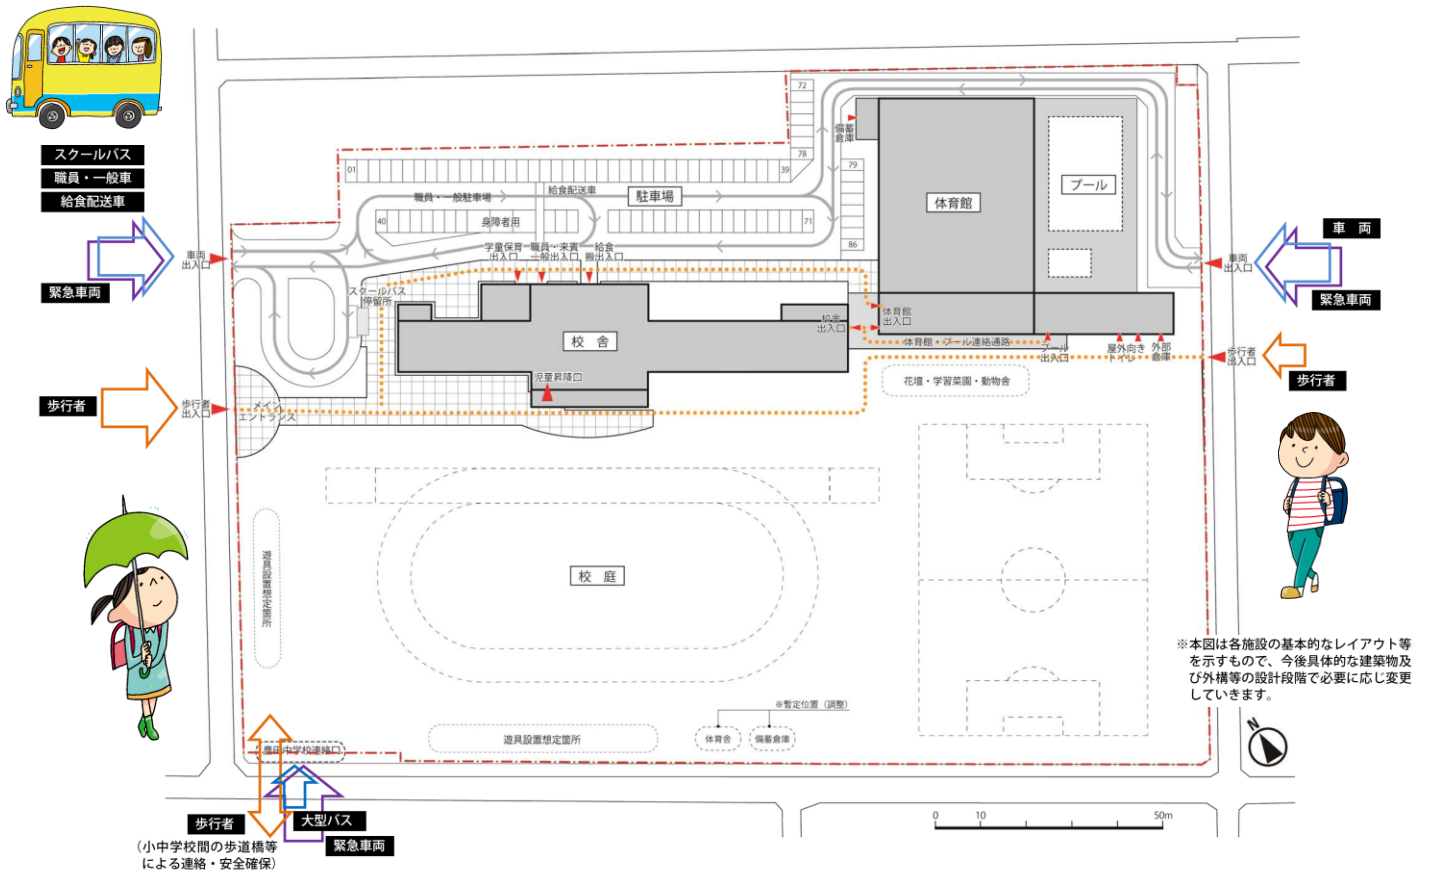 スクールバス
職員・一般車
給食配送車
緊急車両
車両
出入口
歩行者
歩行者
出入口
メイン
エントランス
スクールバス
停留所
01
39
40
71
72
78
79
86
職員・一般駐車場
給食配送車
駐車場
身障者用
学童保育
出入口
職員・来賓
一般出入口
給食
搬出入口
備蓄
倉庫
体育館
プール
校 舎
児童昇降口
校舎
出入口
体育館
出入口
体育館・プール連絡通路
プール
出入口
屋外向き
トイレ
外部
倉庫
車両
出入口
車 両
緊急車両
歩行者
出入口
歩行者
花壇・学習菜園・動物舎
校 庭
遊具設置想定箇所
遊具設置想定箇所
※暫定位置（調整）
体育舎
備蓄倉庫
豊田中学校連絡口
歩行者
(小中学校間の歩道橋等
による連絡・安全確保)
大型バス
緊急車両
※本図は各施設の基本的なレイアウト等
を示すもので、今後具体的な建築物及
び外構等の設計段階で必要に応じ変更
していきます。
N
0 10 50m